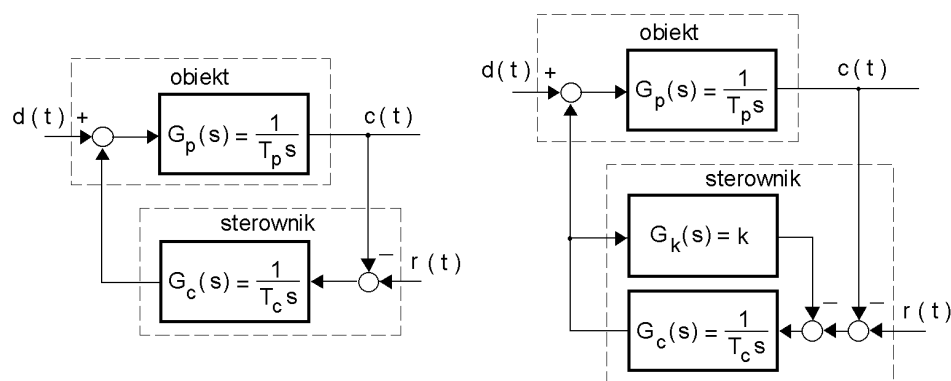 obiekt
d(t) +
G_p(s) = 1/(T_p s)
c(t)
sterownik
G_c(s) = 1/(T_c s)
−
r(t)
obiekt
d(t) +
G_p(s) = 1/(T_p s)
c(t)
sterownik
G_k(s) = k
− −
G_c(s) = 1/(T_c s)
r(t)